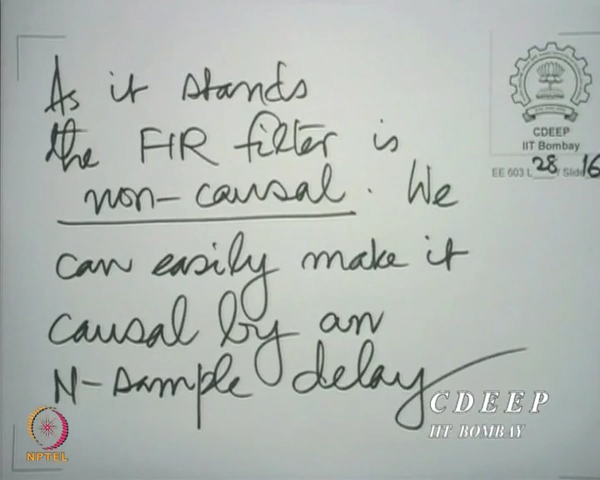 As it stands
the FIR filter is
non-causal. We
can easily make it
causal by an
N-sample delay
CDEEP
IIT Bombay
EE 603 L 28 / Slide 16
CDEEP
IIT BOMBAY
NPTEL